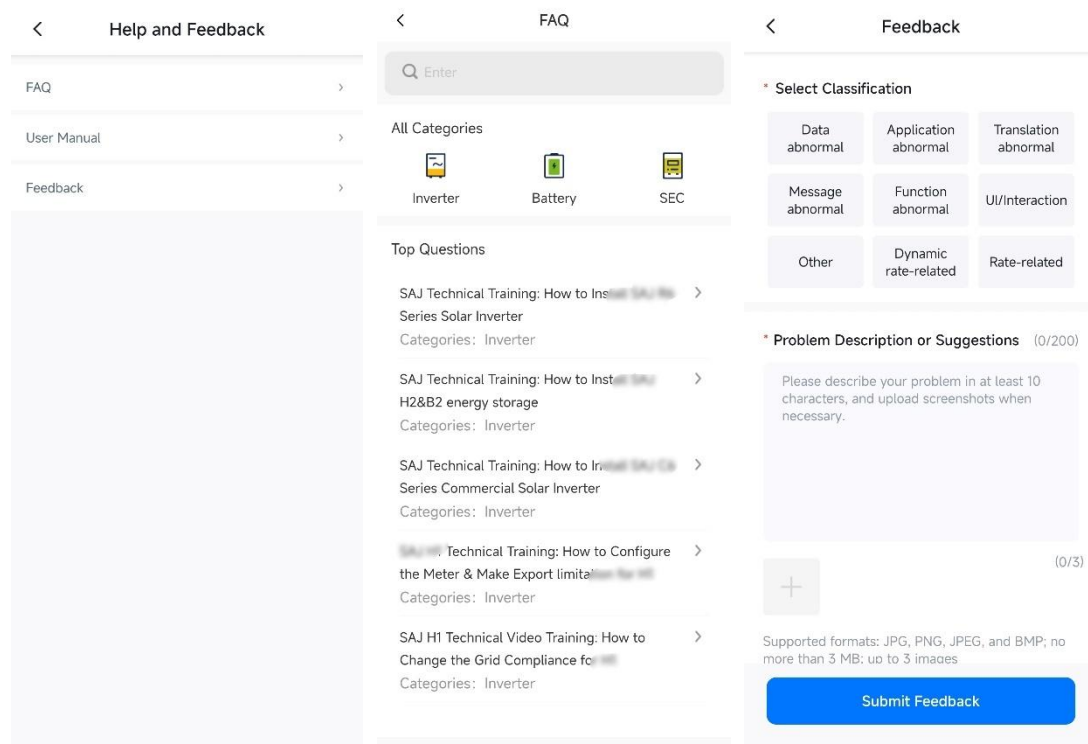 Help and Feedback
FAQ
User Manual
Feedback
FAQ
Enter
All Categories
Inverter
Battery
SEC
Top Questions
SAJ Technical Training: How to
Series Solar Inverter
Categories: Inverter
SAJ Technical Training: How to
H2&B2 energy storage
Categories: Inverter
SAJ Technical Training: How to
Series Commercial Solar Inverter
Categories: Inverter
Technical Training: How to Configure
the Meter & Make Export
Categories: Inverter
SAJ H1 Technical Video Training: How to
Change the Grid Compliance
Categories: Inverter
Feedback
* Select Classification
Data
abnormal
Application
abnormal
Translation
abnormal
Message
abnormal
Function
abnormal
UI/Interaction
Other
Dynamic
rate-related
Rate-related
* Problem Description or Suggestions (0/200)
Please describe your problem in at least 10
characters, and upload screenshots when
necessary.
(0/3)
Supported formats: JPG, PNG, JPEG, and BMP; no
more than 3 MB; up to 3 images
Submit Feedback